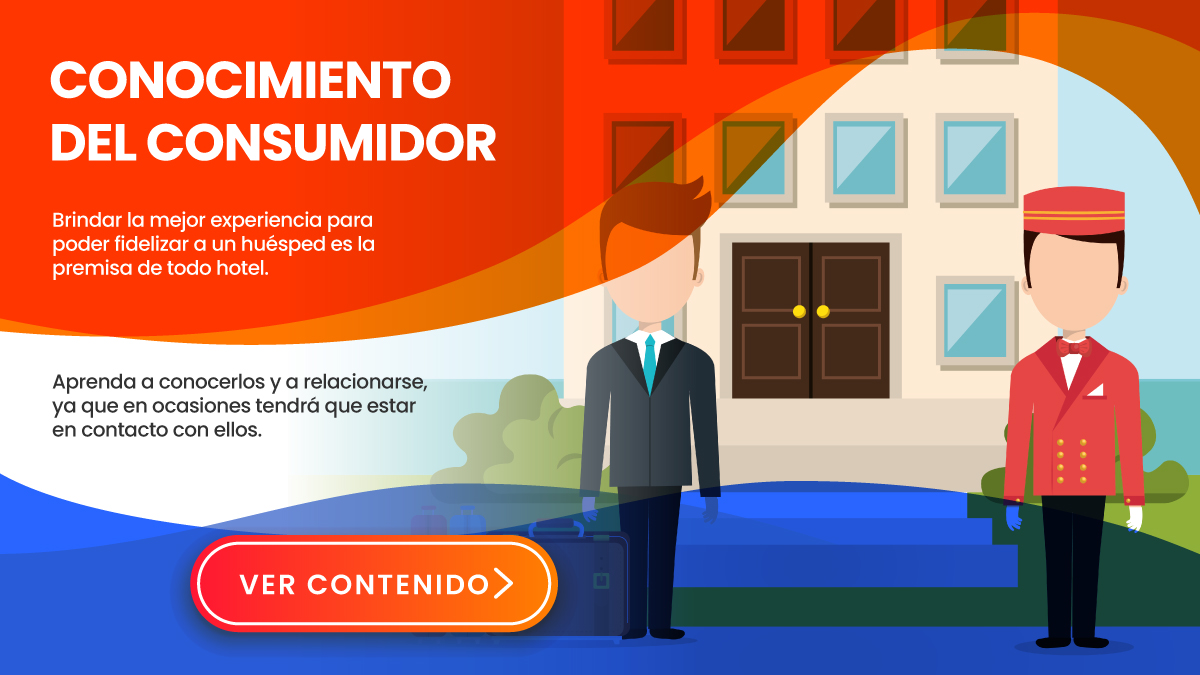 CONOCIMIENTO
DEL CONSUMIDOR
Brindar la mejor experiencia para
poder fidelizar a un huésped es la
premisa de todo hotel.
Aprenda a conocerlos y a relacionarse,
ya que en ocasiones tendrá que estar
en contacto con ellos.
VER CONTENIDO